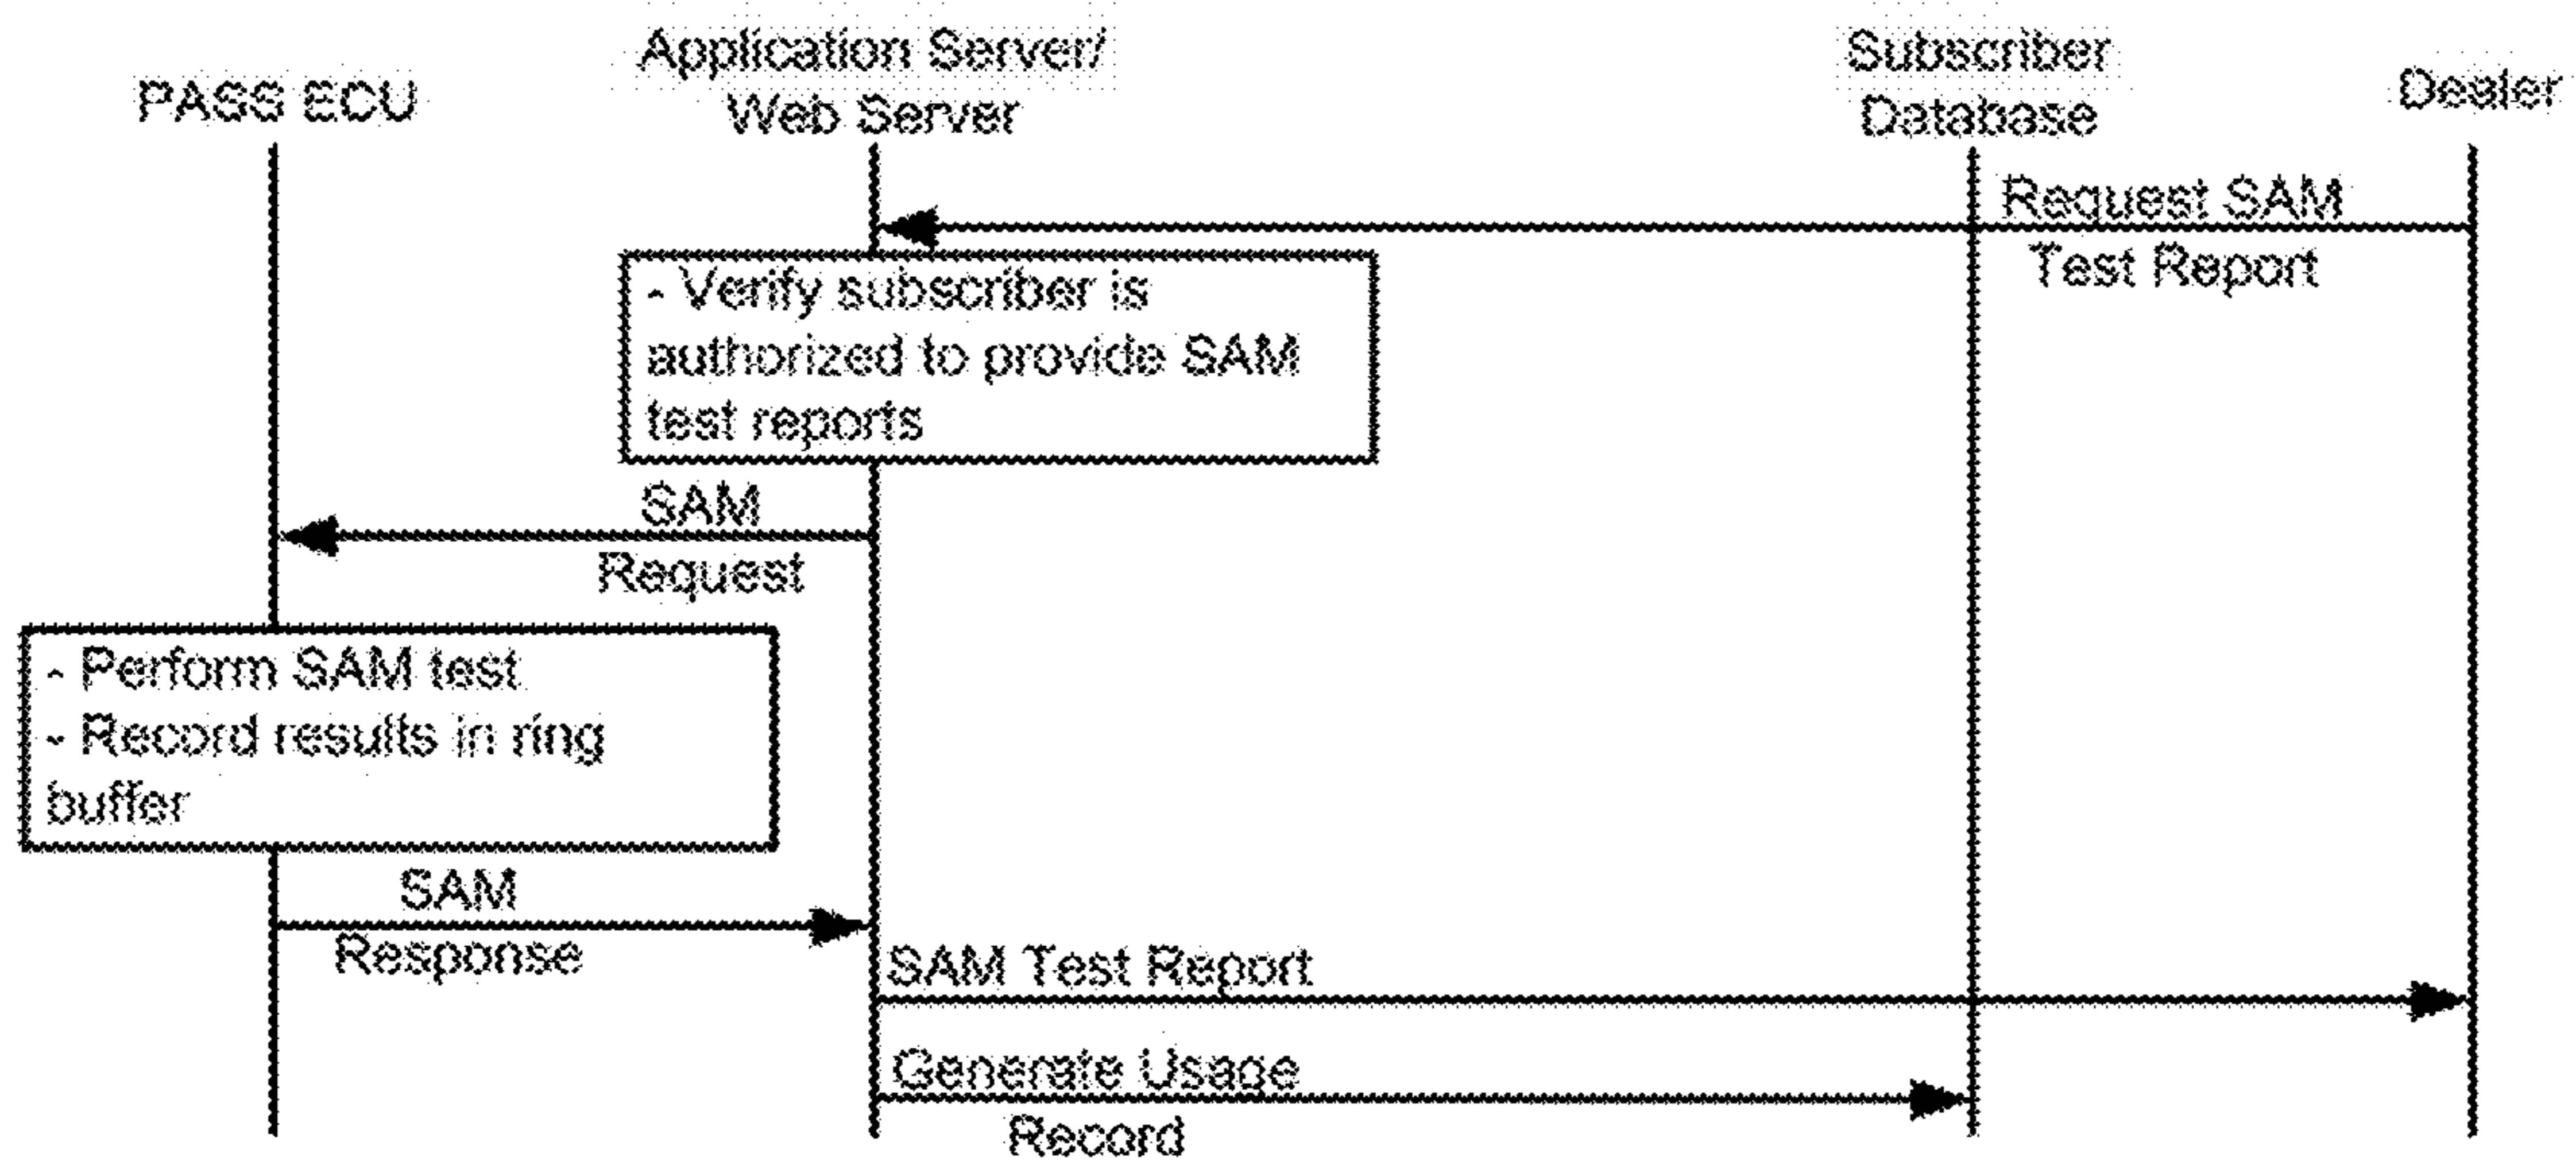 PASS ECU
Application Server/
Web Server
Subscriber
Database
Dealer
Request SAM
Test Report
- Verify subscriber is
authorized to provide SAM
test reports
SAM
Request
- Perform SAM test
- Record results in ring
buffer
SAM
Response
SAM Test Report
Generate Usage
Record